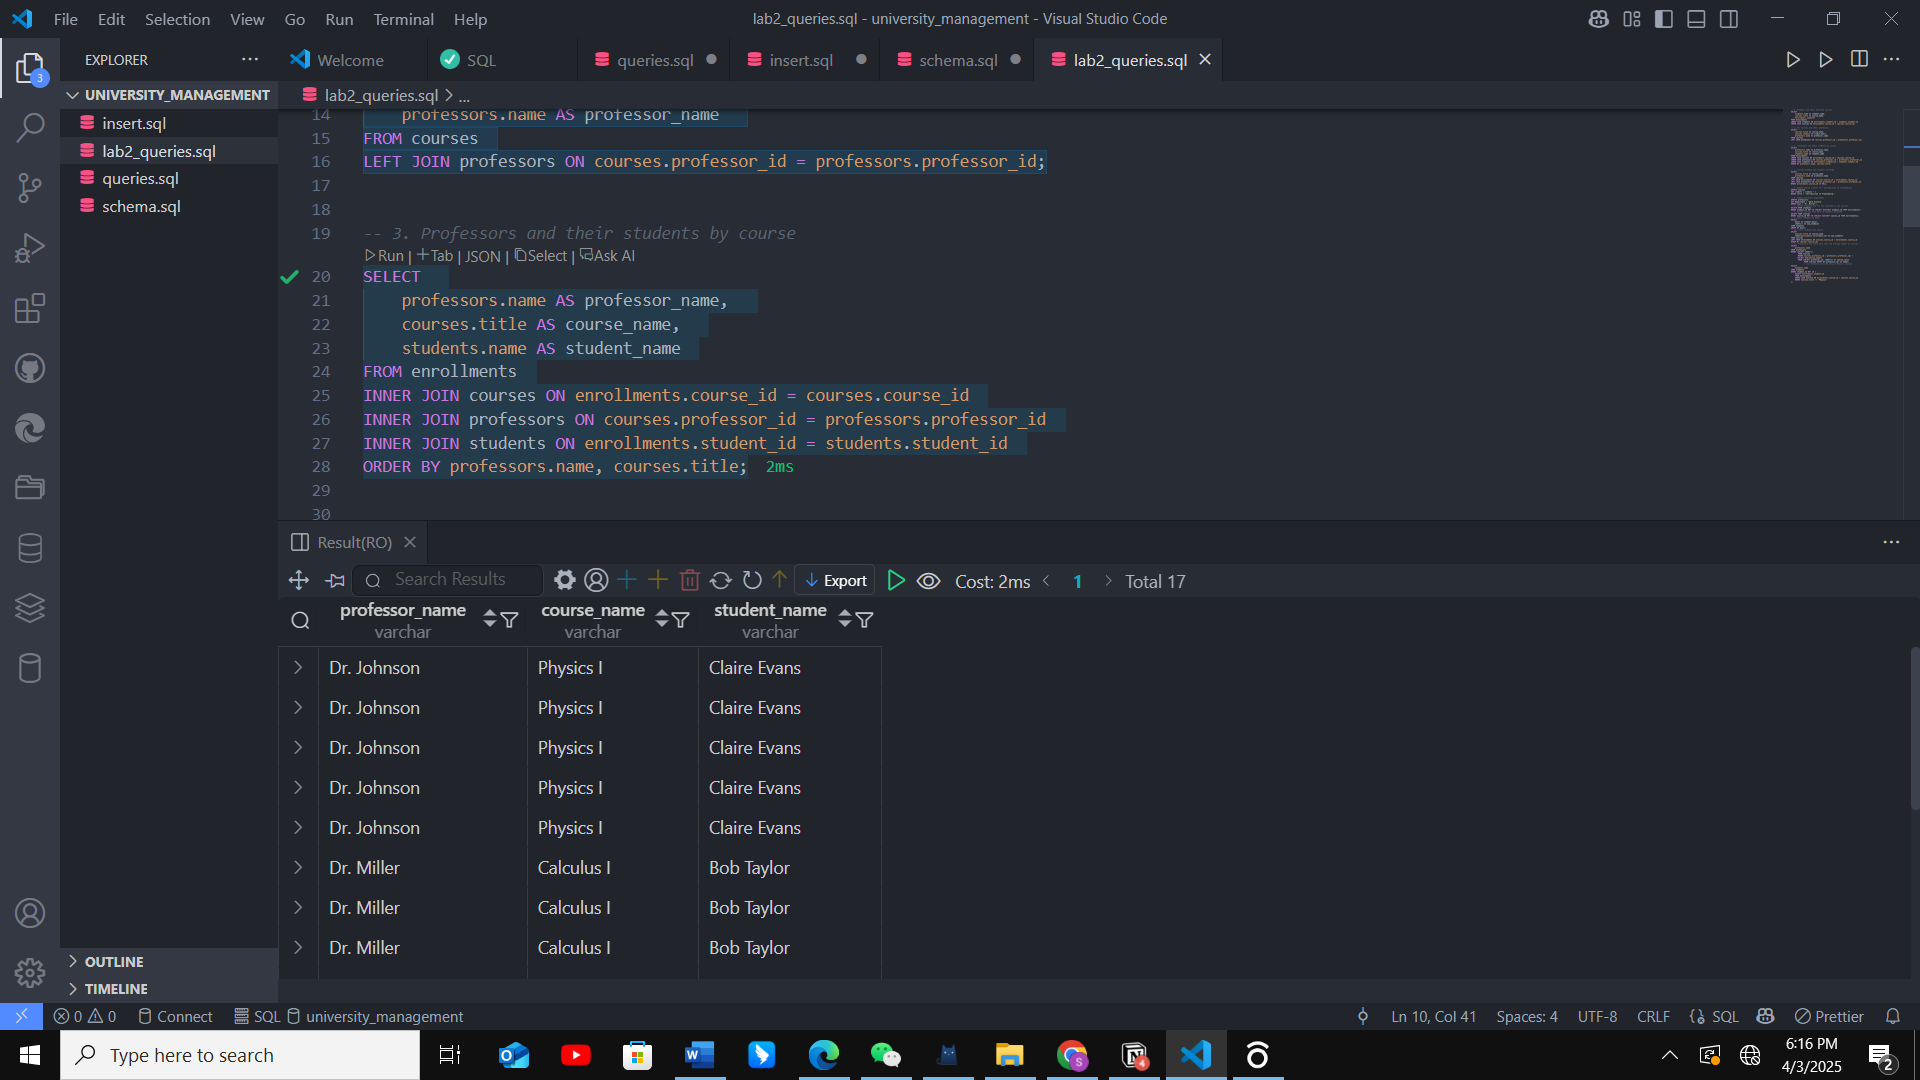 File Edit Selection View Go Run Terminal Help
lab2_queries.sql - university_management - Visual Studio Code
EXPLORER
Welcome
SQL
queries.sql
insert.sql
schema.sql
lab2_queries.sql
3
UNIVERSITY_MANAGEMENT
insert.sql
lab2_queries.sql
queries.sql
schema.sql
lab2_queries.sql > ...
14 professors.name AS professor_name
15 FROM courses
16 LEFT JOIN professors ON courses.professor_id = professors.professor_id;
17
18
19 -- 3. Professors and their students by course
Run | +Tab | JSON | Select | Ask AI
20 SELECT
21 professors.name AS professor_name,
22 courses.title AS course_name,
23 students.name AS student_name
24 FROM enrollments
25 INNER JOIN courses ON enrollments.course_id = courses.course_id
26 INNER JOIN professors ON courses.professor_id = professors.professor_id
27 INNER JOIN students ON enrollments.student_id = students.student_id
28 ORDER BY professors.name, courses.title; 2ms
29
30
Result(RO)
Search Results
Export
Cost: 2ms
1
Total 17
professor_name course_name student_name
varchar varchar varchar
Dr. Johnson Physics I Claire Evans
Dr. Johnson Physics I Claire Evans
Dr. Johnson Physics I Claire Evans
Dr. Johnson Physics I Claire Evans
Dr. Johnson Physics I Claire Evans
Dr. Miller Calculus I Bob Taylor
Dr. Miller Calculus I Bob Taylor
Dr. Miller Calculus I Bob Taylor
OUTLINE
TIMELINE
0 0 Connect SQL university_management
Ln 10, Col 41 Spaces: 4 UTF-8 CRLF SQL Prettier
Type here to search
4
S
6:16 PM
4/3/2025
2